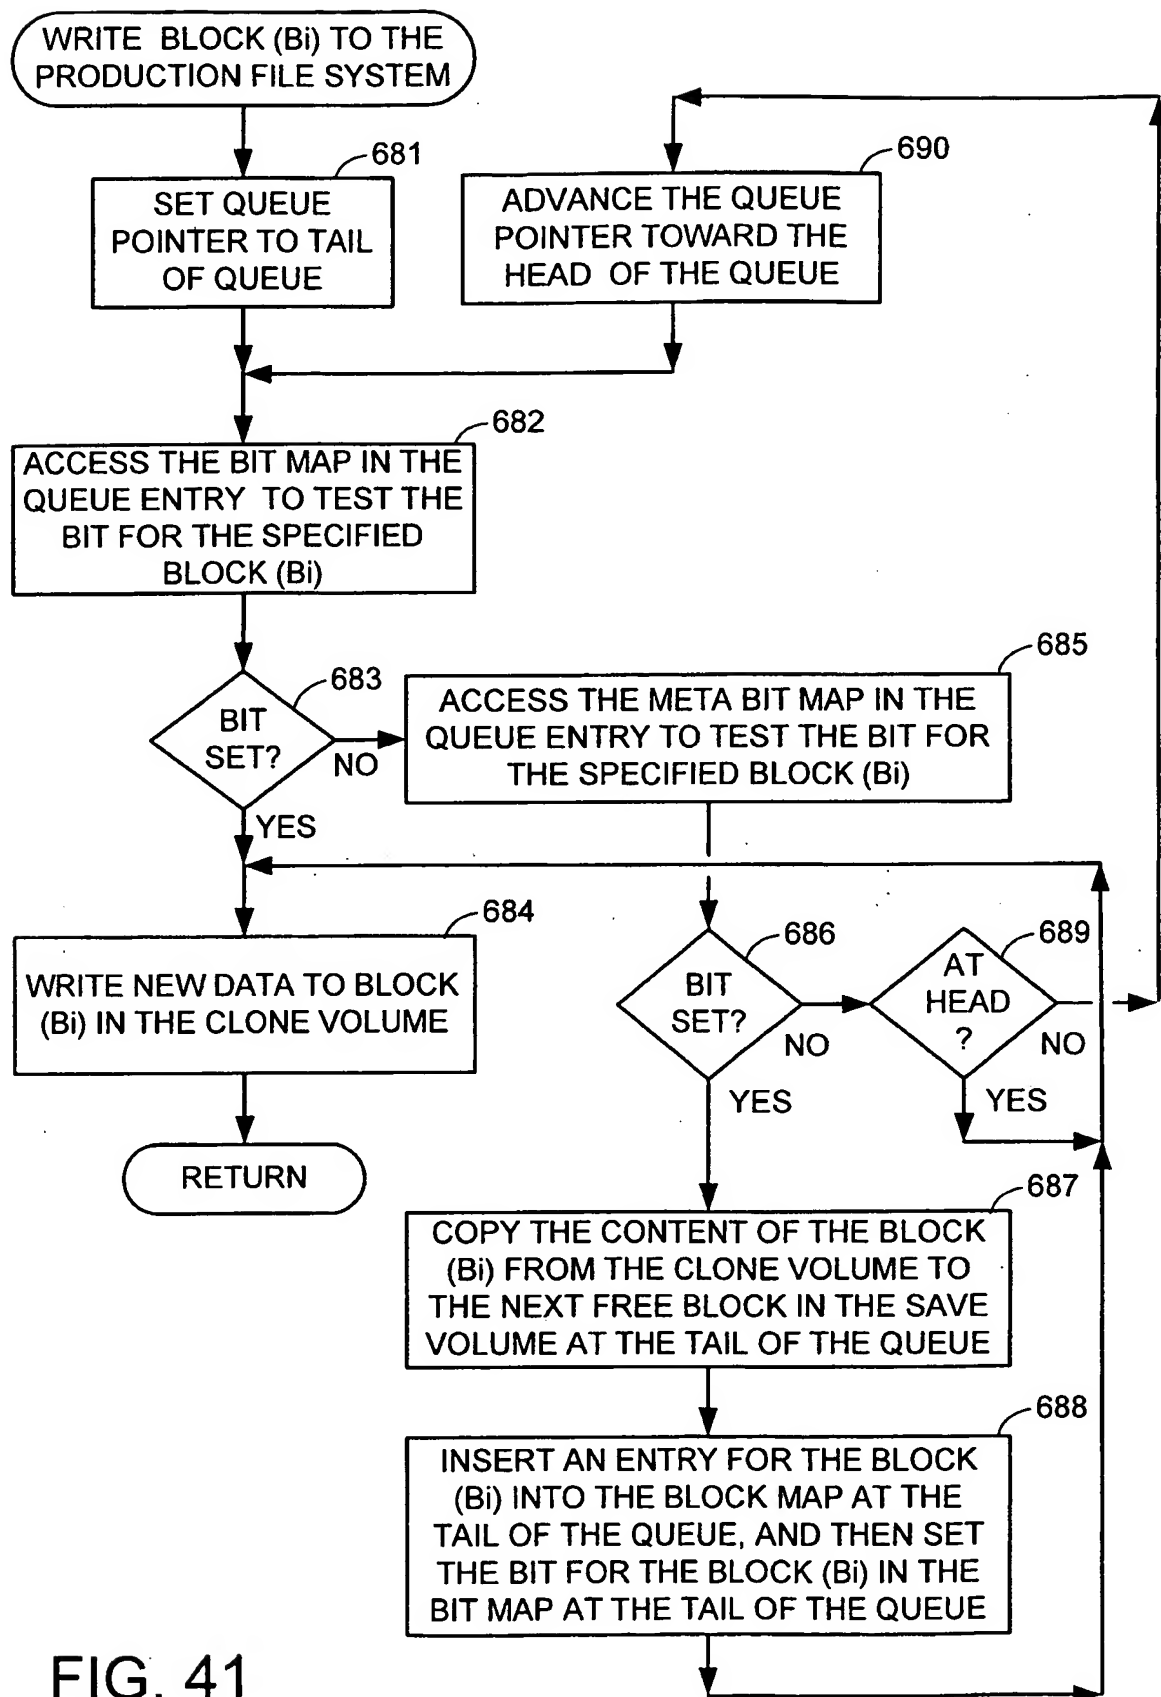 WRITE BLOCK (Bi) TO THE
PRODUCTION FILE SYSTEM
681
SET QUEUE
POINTER TO TAIL
OF QUEUE
690
ADVANCE THE QUEUE
POINTER TOWARD THE
HEAD OF THE QUEUE
682
ACCESS THE BIT MAP IN THE
QUEUE ENTRY TO TEST THE
BIT FOR THE SPECIFIED
BLOCK (Bi)
683
BIT
SET?
NO
YES
685
ACCESS THE META BIT MAP IN THE
QUEUE ENTRY TO TEST THE BIT FOR
THE SPECIFIED BLOCK (Bi)
684
WRITE NEW DATA TO BLOCK
(Bi) IN THE CLONE VOLUME
RETURN
686
BIT
SET?
NO
YES
689
AT
HEAD
?
NO
YES
687
COPY THE CONTENT OF THE BLOCK
(Bi) FROM THE CLONE VOLUME TO
THE NEXT FREE BLOCK IN THE SAVE
VOLUME AT THE TAIL OF THE QUEUE
688
INSERT AN ENTRY FOR THE BLOCK
(Bi) INTO THE BLOCK MAP AT THE
TAIL OF THE QUEUE, AND THEN SET
THE BIT FOR THE BLOCK (Bi) IN THE
BIT MAP AT THE TAIL OF THE QUEUE
FIG. 41